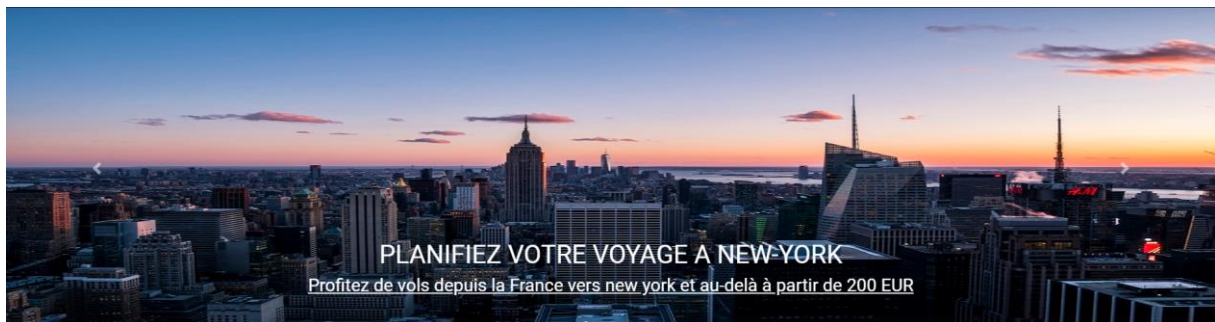 PLANIFIEZ VOTRE VOYAGE A NEW-YORK
Profitez de vols depuis la France vers new york et au-delà à partir de 200 EUR
H&M